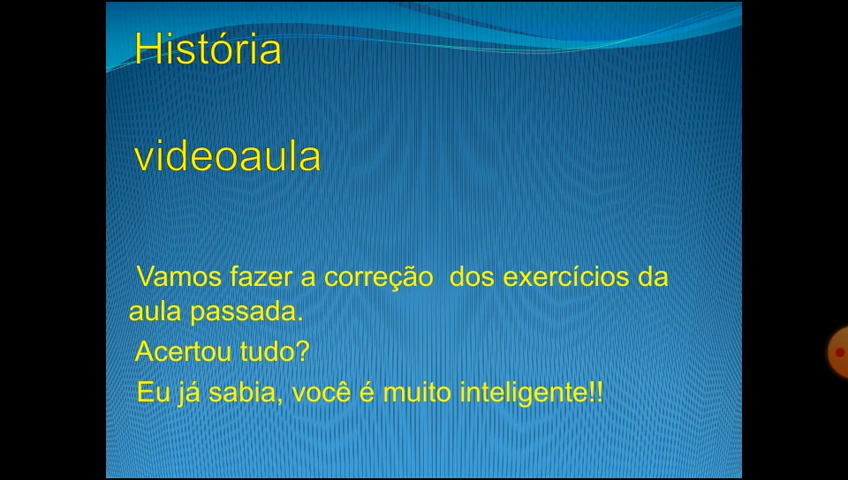 História
videoaula
Vamos fazer a correção dos exercícios da
aula passada.
Acertou tudo?
Eu já sabia, você é muito inteligente!!